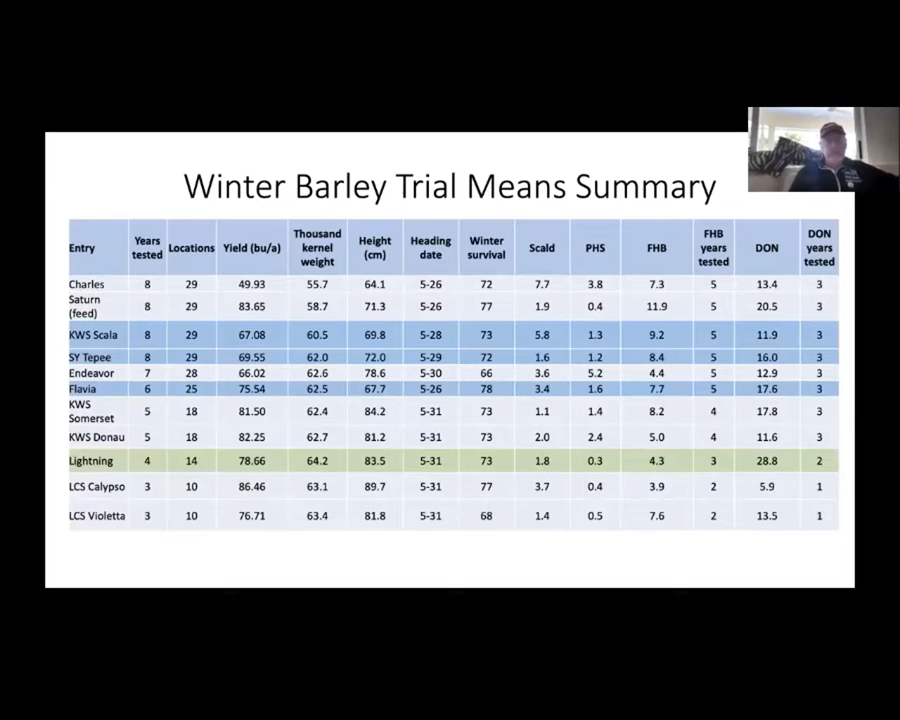 Winter Barley Trial Means Summary
Entry Years tested Locations Yield (bu/a) Thousand kernel weight Height (cm) Heading date Winter survival Scald PHS FHB FHB years tested DON DON years tested
Charles 8 29 49.93 55.7 64.1 5-26 72 7.7 3.8 7.3 5 13.4 3
Saturn (feed) 8 29 83.65 58.7 71.3 5-26 77 1.9 0.4 11.9 5 20.5 3
KWS Scala 8 29 67.08 60.5 69.8 5-28 73 5.8 1.3 9.2 5 11.9 3
SY Tepee 8 29 69.55 62.0 72.0 5-29 72 1.6 1.2 8.4 5 16.0 3
Endeavor 7 28 66.02 62.6 78.6 5-30 66 3.6 5.2 4.4 5 12.9 3
Flavia 6 25 75.54 62.5 67.7 5-26 78 3.4 1.6 7.7 5 17.6 3
KWS Somerset 5 18 81.50 62.4 84.2 5-31 73 1.1 1.4 8.2 4 17.8 3
KWS Donau 5 18 82.25 62.7 81.2 5-31 73 2.0 2.4 5.0 4 11.6 3
Lightning 4 14 78.66 64.2 83.5 5-31 73 1.8 0.3 4.3 3 28.8 2
LCS Calypso 3 10 86.46 63.1 89.7 5-31 77 3.7 0.4 3.9 2 5.9 1
LCS Violetta 3 10 76.71 63.4 81.8 5-31 68 1.4 0.5 7.6 2 13.5 1